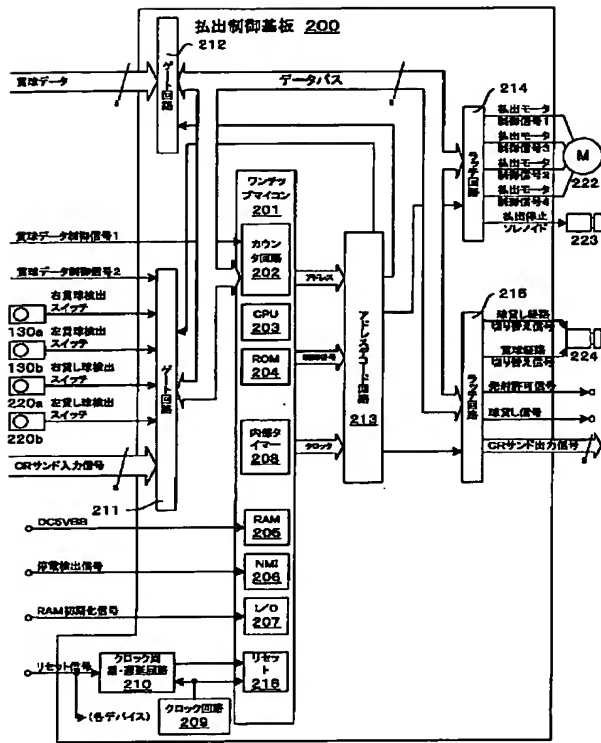 払出制御基板 200
212
ゲート回路
賞球データ
データバス
214
ラッチ回路
払出モータ
制御信号1
払出モータ
制御信号3
払出モータ
制御信号2
払出モータ
制御信号4
M
222
払出停止
ソレノイド
223
ワンチッ
プマイコン
201
賞球データ制御信号1
カウン
タ回路
202
アドレス
賞球データ制御信号2
右賞球検出
スイッチ
130a
左賞球検出
スイッチ
130b
右貸し球検出
スイッチ
220a
左貸し球検出
スイッチ
220b
CRサンド入力信号
ゲート回路
211
CPU
203
ROM
204
制御信号
アドレスデコード回路
213
内部タ
イマー
208
クロック
215
ラッチ回路
球貸し経路
切り替え信号
賞球経路
切り替え信号
224
発射許可信号
球貸し信号
CRサンド出力信号
DC5VBB
RAM
205
停電検出信号
NMI
206
RAM初期化信号
I/O
207
リセット信号
210
リセッ
ト
216
(各デバイス)
クロック回路
209